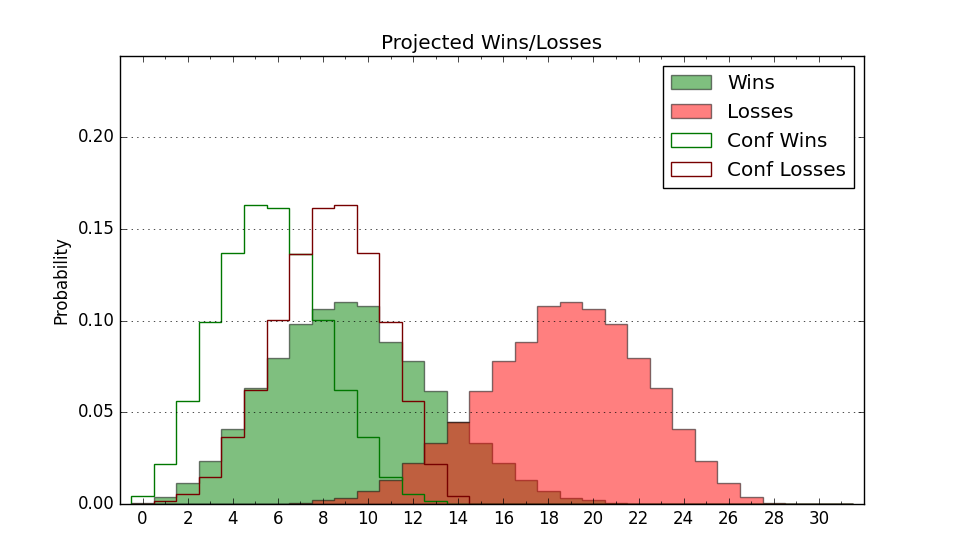 Projected Wins/Losses
Wins
Losses
Conf Wins
Conf Losses
Probability
0.20
0.15
0.10
0.05
0.00
0 2 4 6 8 10 12 14 16 18 20 22 24 26 28 30